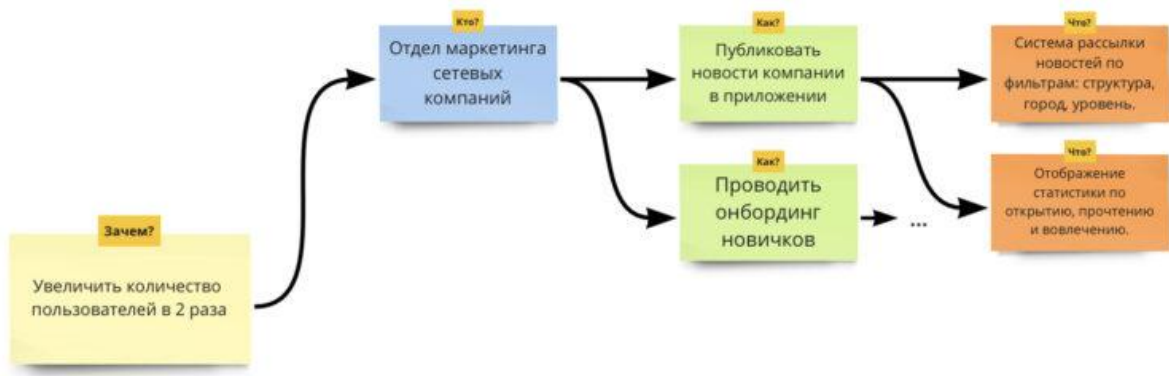 Кто?
Отдел маркетинга
сетевых
компаний
Как?
Публиковать
новости компании
в приложении
Что?
Система рассылки
новостей по
фильтрам: структура,
город, уровень.
Как?
Проводить
онбординг
новичков
...
Что?
Отображение
статистики по
открытию, прочтению
и вовлечению.
Зачем?
Увеличить количество
пользователей в 2 раза